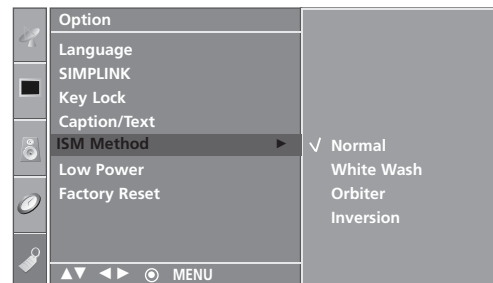 Option
Language
SIMPLINK
Key Lock
Caption/Text
ISM Method ► √ Normal
Low Power White Wash
Factory Reset Orbiter
Inversion
▲▼ ◄► ⦿ MENU